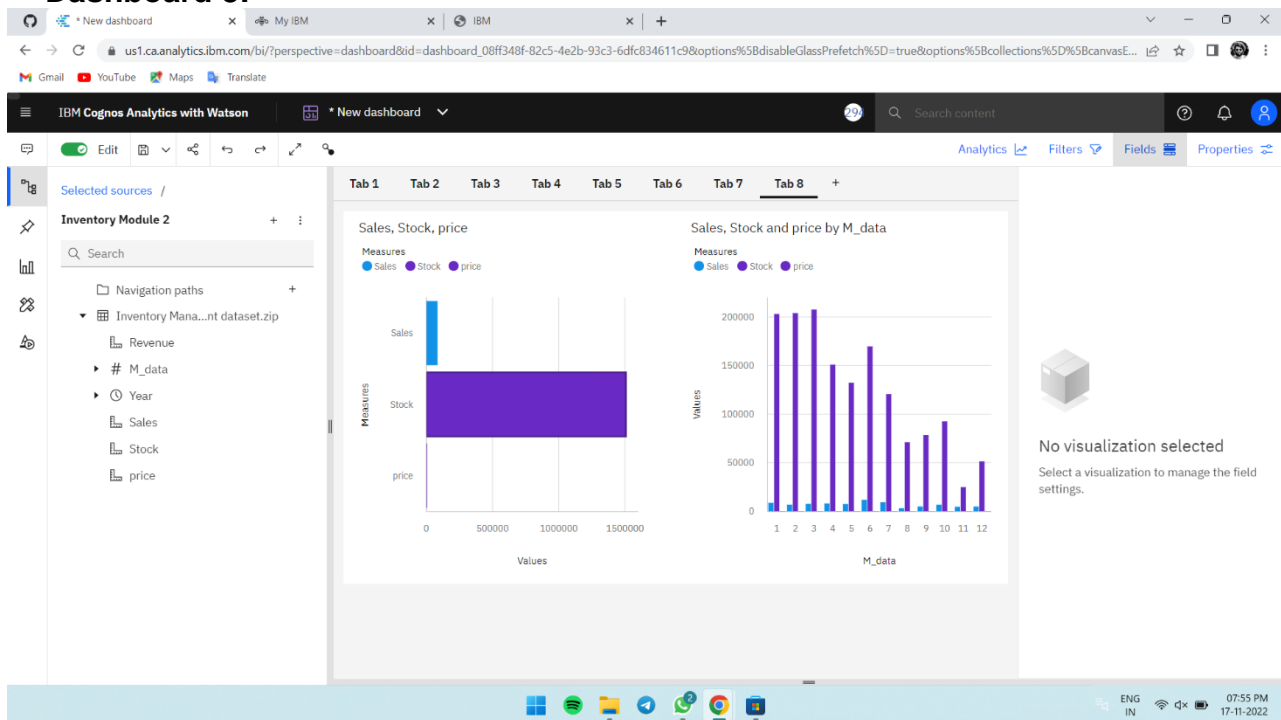 * New dashboard
My IBM
IBM
us1.ca.analytics.ibm.com/bi/?perspective=dashboard&id=dashboard_08ff348f-82c5-4e2b-93c3-6dfc834611c9&options%5BdisableGlassPrefetch%5D=true&options%5Bcollections%5D%5BcanvasE...
Gmail YouTube Maps Translate
IBM Cognos Analytics with Watson
* New dashboard
294
Search content
Edit
Analytics Filters Fields Properties
Selected sources /
Inventory Module 2
Search
Navigation paths
Inventory Mana...nt dataset.zip
Revenue
# M_data
Year
Sales
Stock
price
Tab 1 Tab 2 Tab 3 Tab 4 Tab 5 Tab 6 Tab 7 Tab 8 +
Sales, Stock, price
Measures
Sales Stock price
Sales
Stock
price
Measures
0 500000 1000000 1500000
Values
Sales, Stock and price by M_data
Measures
Sales Stock price
200000
150000
100000
50000
0
Values
1 2 3 4 5 6 7 8 9 10 11 12
M_data
No visualization selected
Select a visualization to manage the field
settings.
2
ENG
IN
07:55 PM
17-11-2022